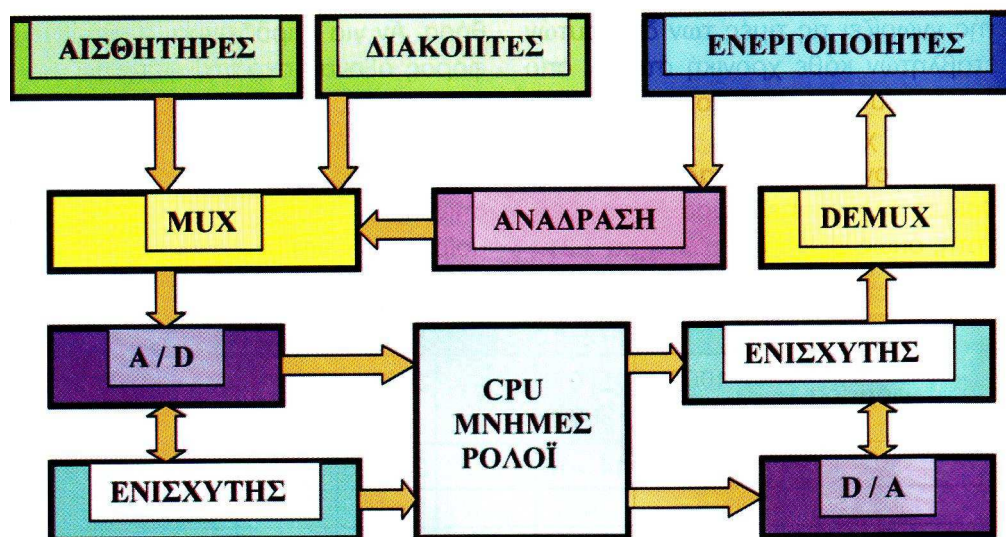 ΑΙΣΘΗΤΗΡΕΣ
ΔΙΑΚΟΠΤΕΣ
ΕΝΕΡΓΟΠΟΙΗΤΕΣ
MUX
ΑΝΑΔΡΑΣΗ
DEMUX
A / D
CPU
ΜΝΗΜΕΣ
ΡΟΛΟΪ
ΕΝΙΣΧΥΤΗΣ
ΕΝΙΣΧΥΤΗΣ
D / A